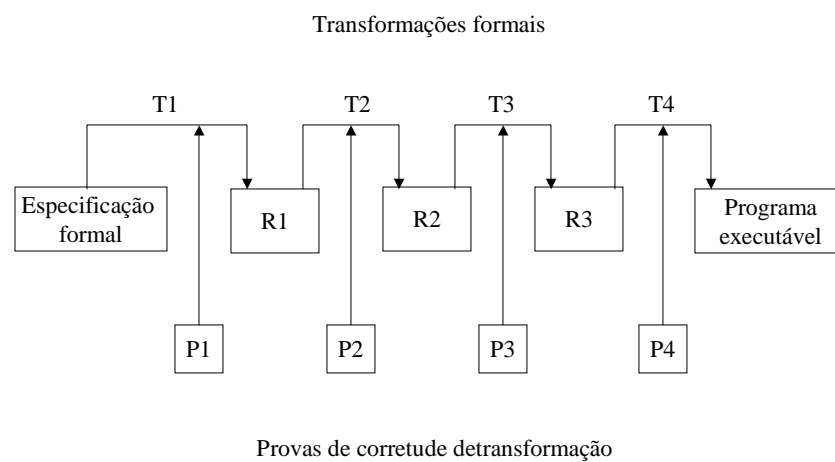 Transformações formais
T1 T2 T3 T4
Especificação
formal
R1
R2
R3
Programa
executável
P1 P2 P3 P4
Provas de corretude detransformação